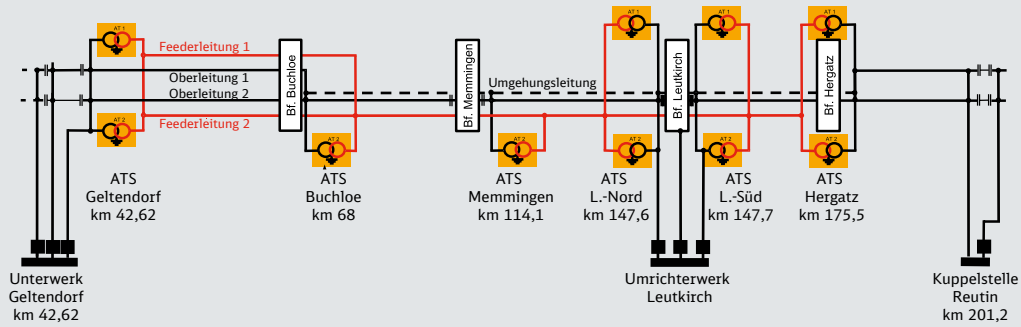 AT 1
AT 1
AT 1
AT 1
Feederleitung 1
Oberleitung 1
Oberleitung 2
Feederleitung 2
Umgehungsleitung
Bf. Buchloe
Bf. Memmingen
Bf. Leutkirch
Bf. Hergatz
AT 2
AT 2
AT 2
AT 2
AT 2
AT 2
ATS
Geltendorf
km 42,62
ATS
Buchloe
km 68
ATS
Memmingen
km 114,1
ATS
L.-Nord
km 147,6
ATS
L.-Süd
km 147,7
ATS
Hergatz
km 175,5
Unterwerk
Geltendorf
km 42,62
Umrichterwerk
Leutkirch
Kuppelstelle
Reutin
km 201,2